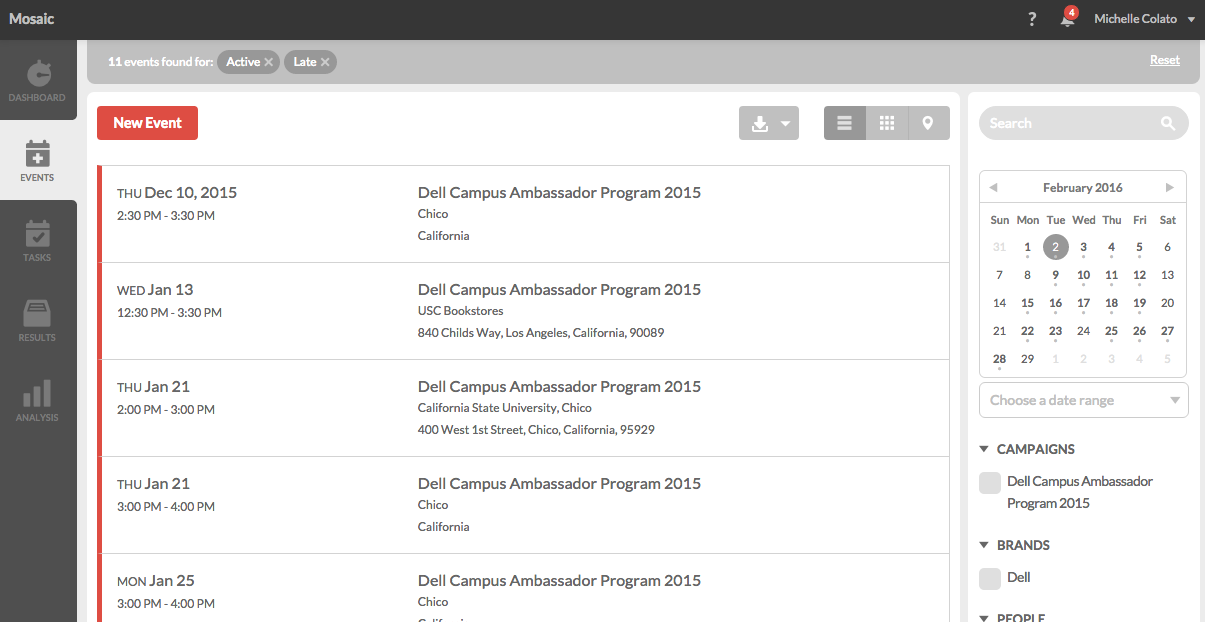 Mosaic
?
4
Michelle Colato
DASHBOARD
EVENTS
TASKS
RESULTS
ANALYSIS
11 events found for: Active Late
Reset
New Event
THU Dec 10, 2015
2:30 PM - 3:30 PM
Dell Campus Ambassador Program 2015
Chico
California
WED Jan 13
12:30 PM - 3:30 PM
Dell Campus Ambassador Program 2015
USC Bookstores
840 Childs Way, Los Angeles, California, 90089
THU Jan 21
2:00 PM - 3:00 PM
Dell Campus Ambassador Program 2015
California State University, Chico
400 West 1st Street, Chico, California, 95929
THU Jan 21
3:00 PM - 4:00 PM
Dell Campus Ambassador Program 2015
Chico
California
MON Jan 25
3:00 PM - 4:00 PM
Dell Campus Ambassador Program 2015
Chico
California
Search
February 2016
Sun Mon Tue Wed Thu Fri Sat
31 1 2 3 4 5 6
7 8 9 10 11 12 13
14 15 16 17 18 19 20
21 22 23 24 25 26 27
28 29 1 2 3 4 5
Choose a date range
CAMPAIGNS
Dell Campus Ambassador
Program 2015
BRANDS
Dell
PEOPLE